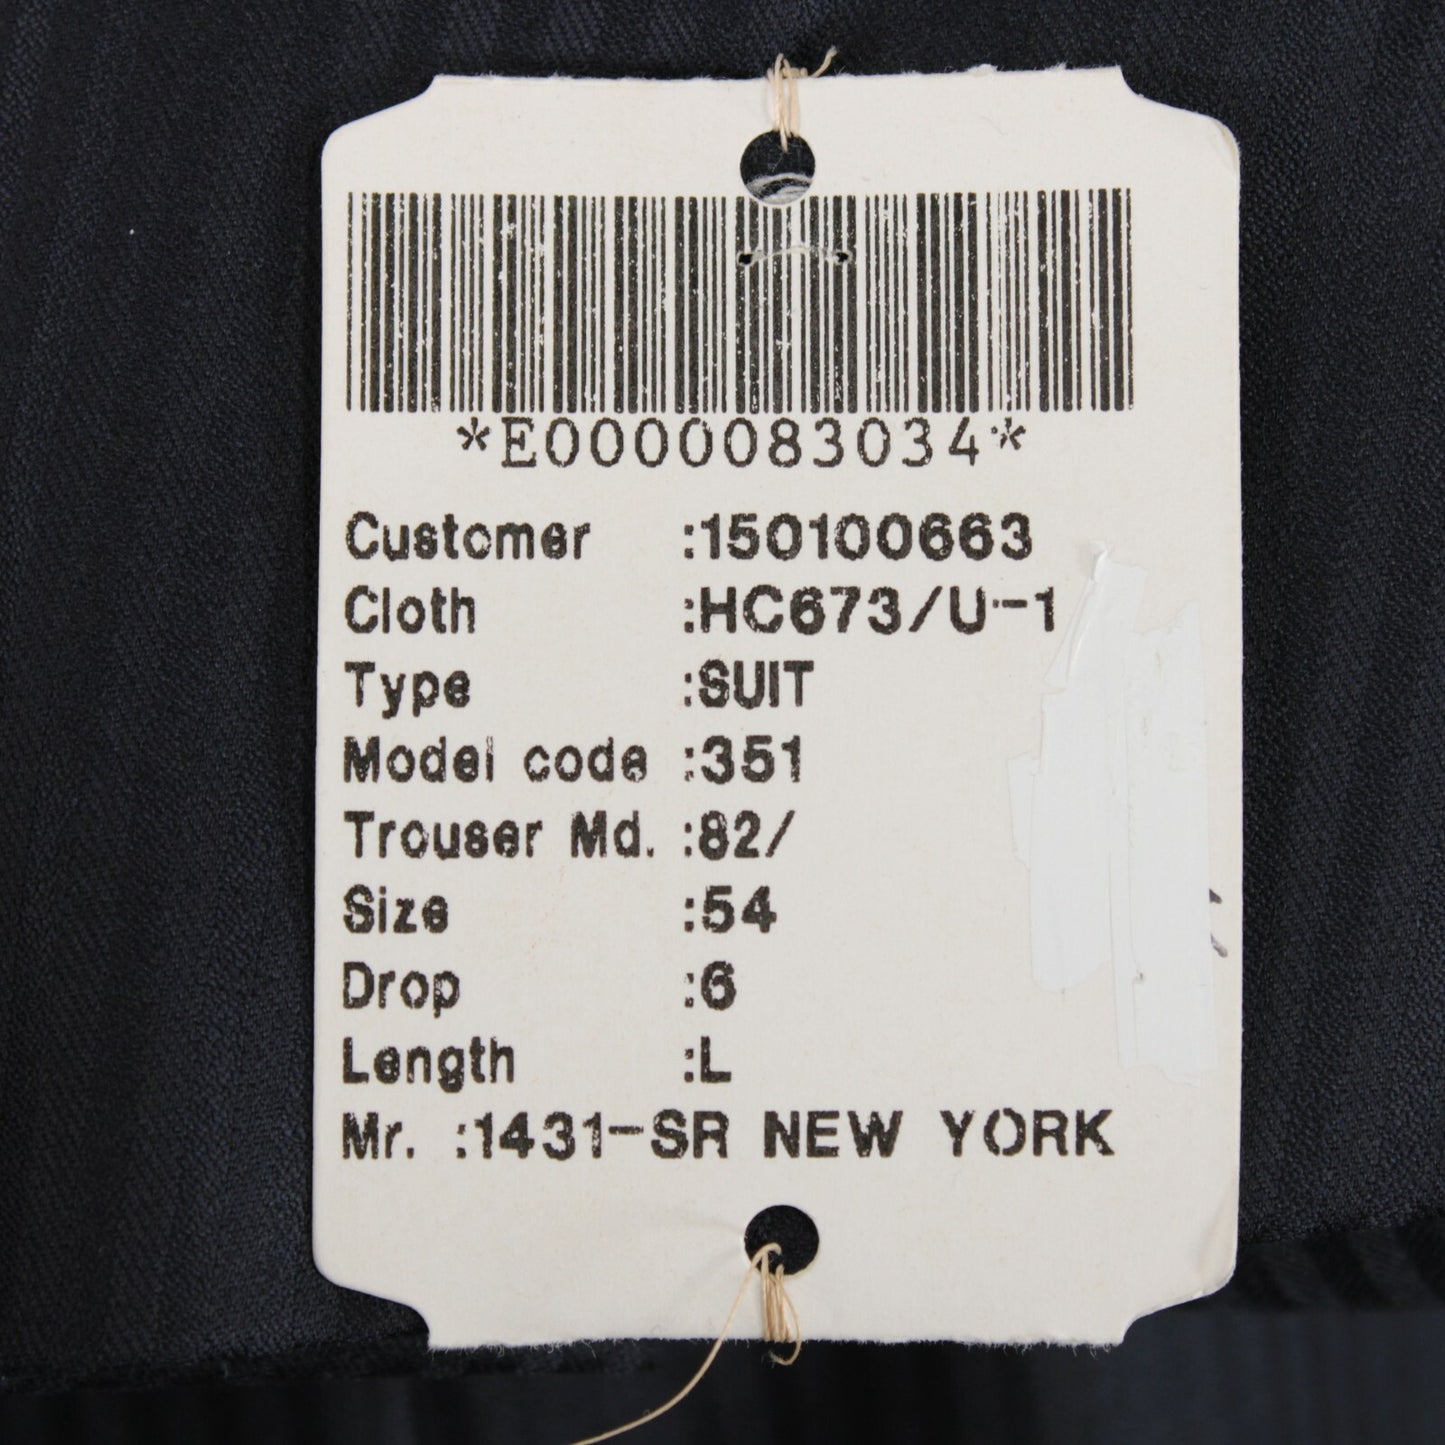 *E0000083034*
Customer :150100663
Cloth :HC673/U-1
Type :SUIT
Model code :351
Trouser Md. :82/
Size :54
Drop :6
Length :L
Mr. :1431-SR NEW YORK